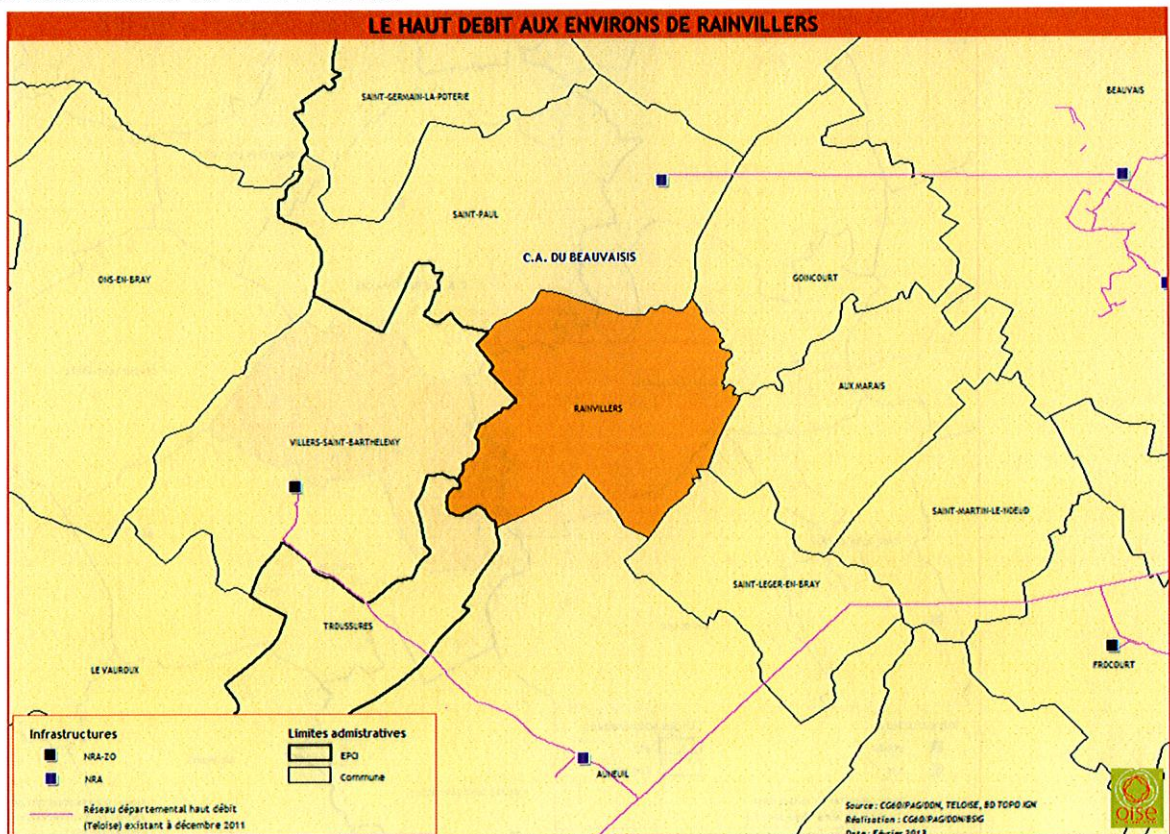 LE HAUT DEBIT AUX ENVIRONS DE RAINVILLERS
SAINT-GERMAIN-LA-POTERIE
BEAUVAIS
SAINT-PAUL
C.A. DU BEAUVAISIS
ONS-EN-BRAY
GOINCOURT
AUX MARAIS
RAINVILLERS
VILLERS-SAINT-BARTHELEMY
SAINT-MARTIN-LE-NOEUD
SAINT-LEGER-EN-BRAY
TROUSSURES
LE VAUROUX
FROCOURT
AUNEUIL
Infrastructures
NRA-ZO
NRA
Réseau départemental haut débit
(Teloise) existant à décembre 2011
Limites admistratives
EPCI
Commune
Source : CG60/PAG/DDN, TELOISE, BD TOPO IGN
Réalisation : CG60/PAG/DDN/BSIG
Date : Février 2013
oise